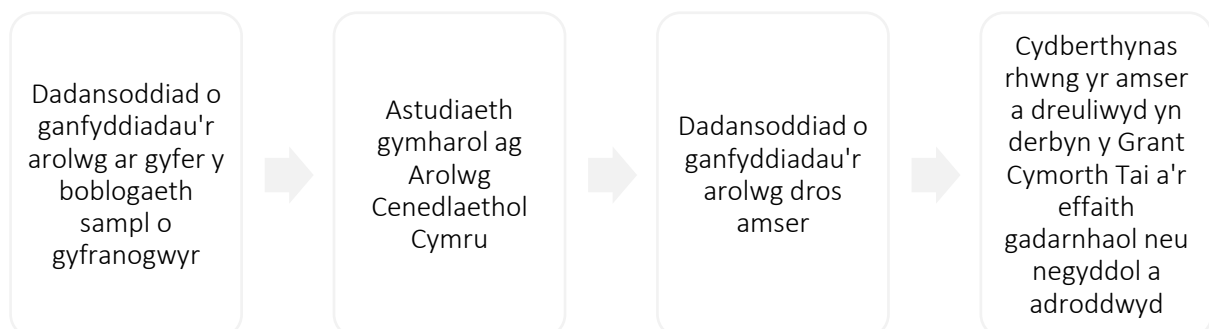 Dadansoddiad o
ganfyddiadau'r
arolwg ar gyfer y
boblogaeth
sampl o
gyfranogwyr
Astudiaeth
gymharol ag
Arolwg
Cenedlaethol
Cymru
Dadansoddiad o
ganfyddiadau'r
arolwg dros
amser
Cydberthynas
rhwng yr amser
a dreuliwyd yn
derbyn y Grant
Cymorth Tai a'r
effaith
gadarnhaol neu
negyddol a
adroddwyd